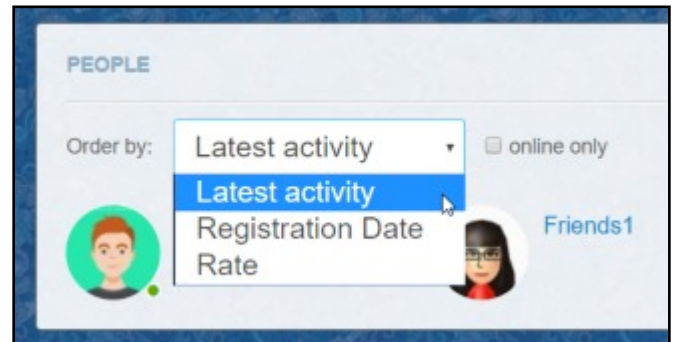 PEOPLE
Order by: Latest activity online only
Latest activity
Registration Date
Rate
Friends1